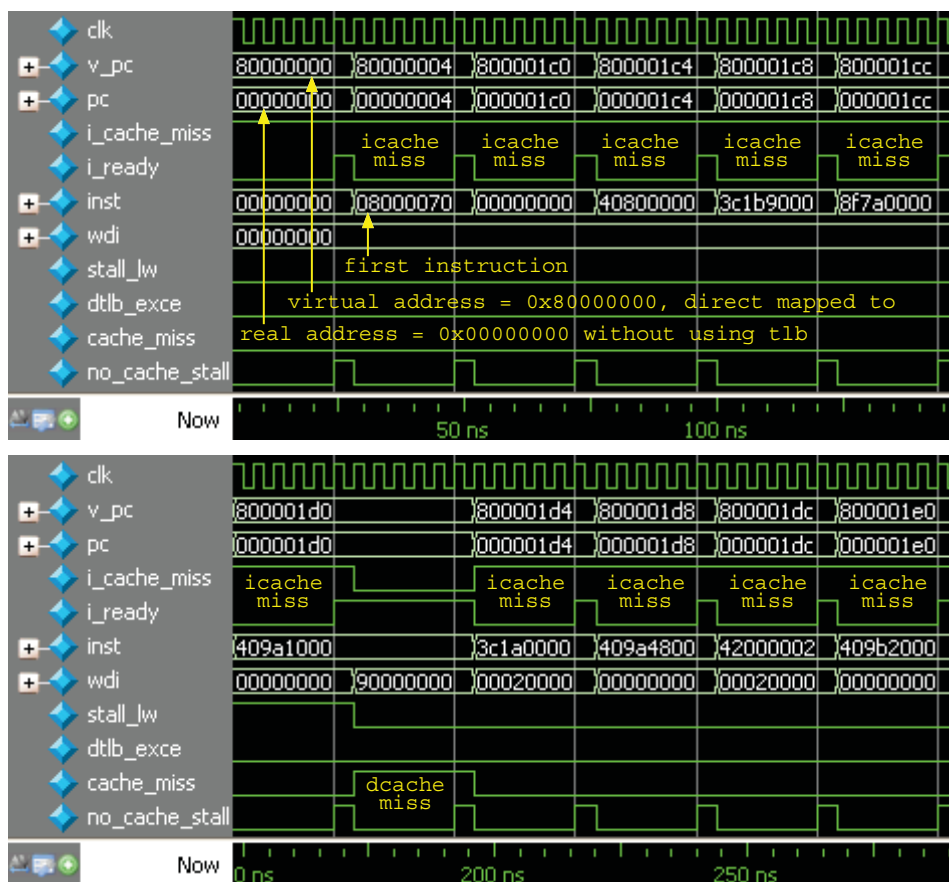 clk
v_pc 80000000 80000004 800001c0 800001c4 800001c8 800001cc
pc 00000000 00000004 000001c0 000001c4 000001c8 000001cc
i_cache_miss icache icache icache icache icache
miss miss miss miss miss
i_ready
inst 00000000 08000070 00000000 40800000 3c1b9000 8f7a0000
wdi 00000000
stall_lw first instruction
dtlb_exce virtual address = 0x80000000, direct mapped to
cache_miss real address = 0x00000000 without using tlb
no_cache_stall
Now 50 ns 100 ns
clk
v_pc 800001d0 800001d4 800001d8 800001dc 800001e0
pc 000001d0 000001d4 000001d8 000001dc 000001e0
i_cache_miss icache icache icache icache icache
miss miss miss miss miss
i_ready
inst 409a1000 3c1a0000 409a4800 42000002 409b2000
wdi 00000000 90000000 00020000 00000000 00020000 00000000
stall_lw
dtlb_exce
cache_miss dcache
miss
no_cache_stall
Now 0 ns 200 ns 250 ns